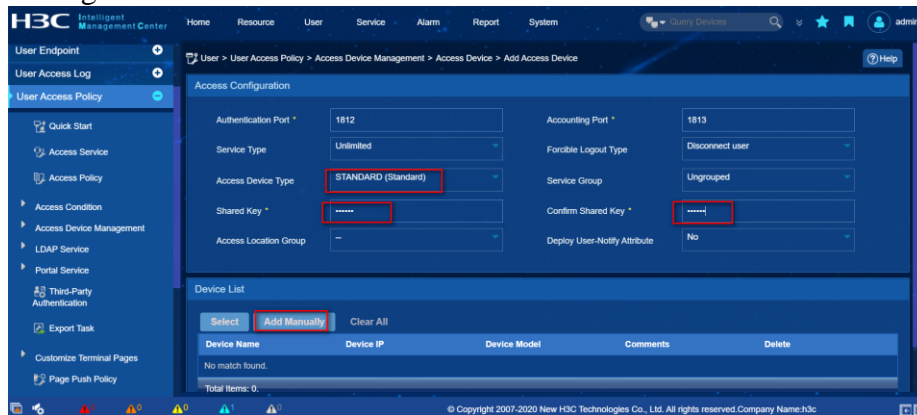 H3C Intelligent Management Center
Home Resource User Service Alarm Report System Query Devices admin
User > User Access Policy > Access Device Management > Access Device > Add Access Device Help
User Endpoint
User Access Log
User Access Policy
Quick Start
Access Service
Access Policy
Access Condition
Access Device Management
LDAP Service
Portal Service
Third-Party Authentication
Export Task
Customize Terminal Pages
Page Push Policy
Access Configuration
Authentication Port * 1812 Accounting Port * 1813
Service Type Unlimited Forcible Logout Type Disconnect user
Access Device Type STANDARD (Standard) Service Group Ungrouped
Shared Key * ------ Confirm Shared Key * ------
Access Location Group -- Deploy User-Notify Attribute No
Device List
Select Add Manually Clear All
Device Name Device IP Device Model Comments Delete
No match found.
Total Items: 0.
© Copyright 2007-2020 New H3C Technologies Co., Ltd. All rights reserved.Company Name:h3c